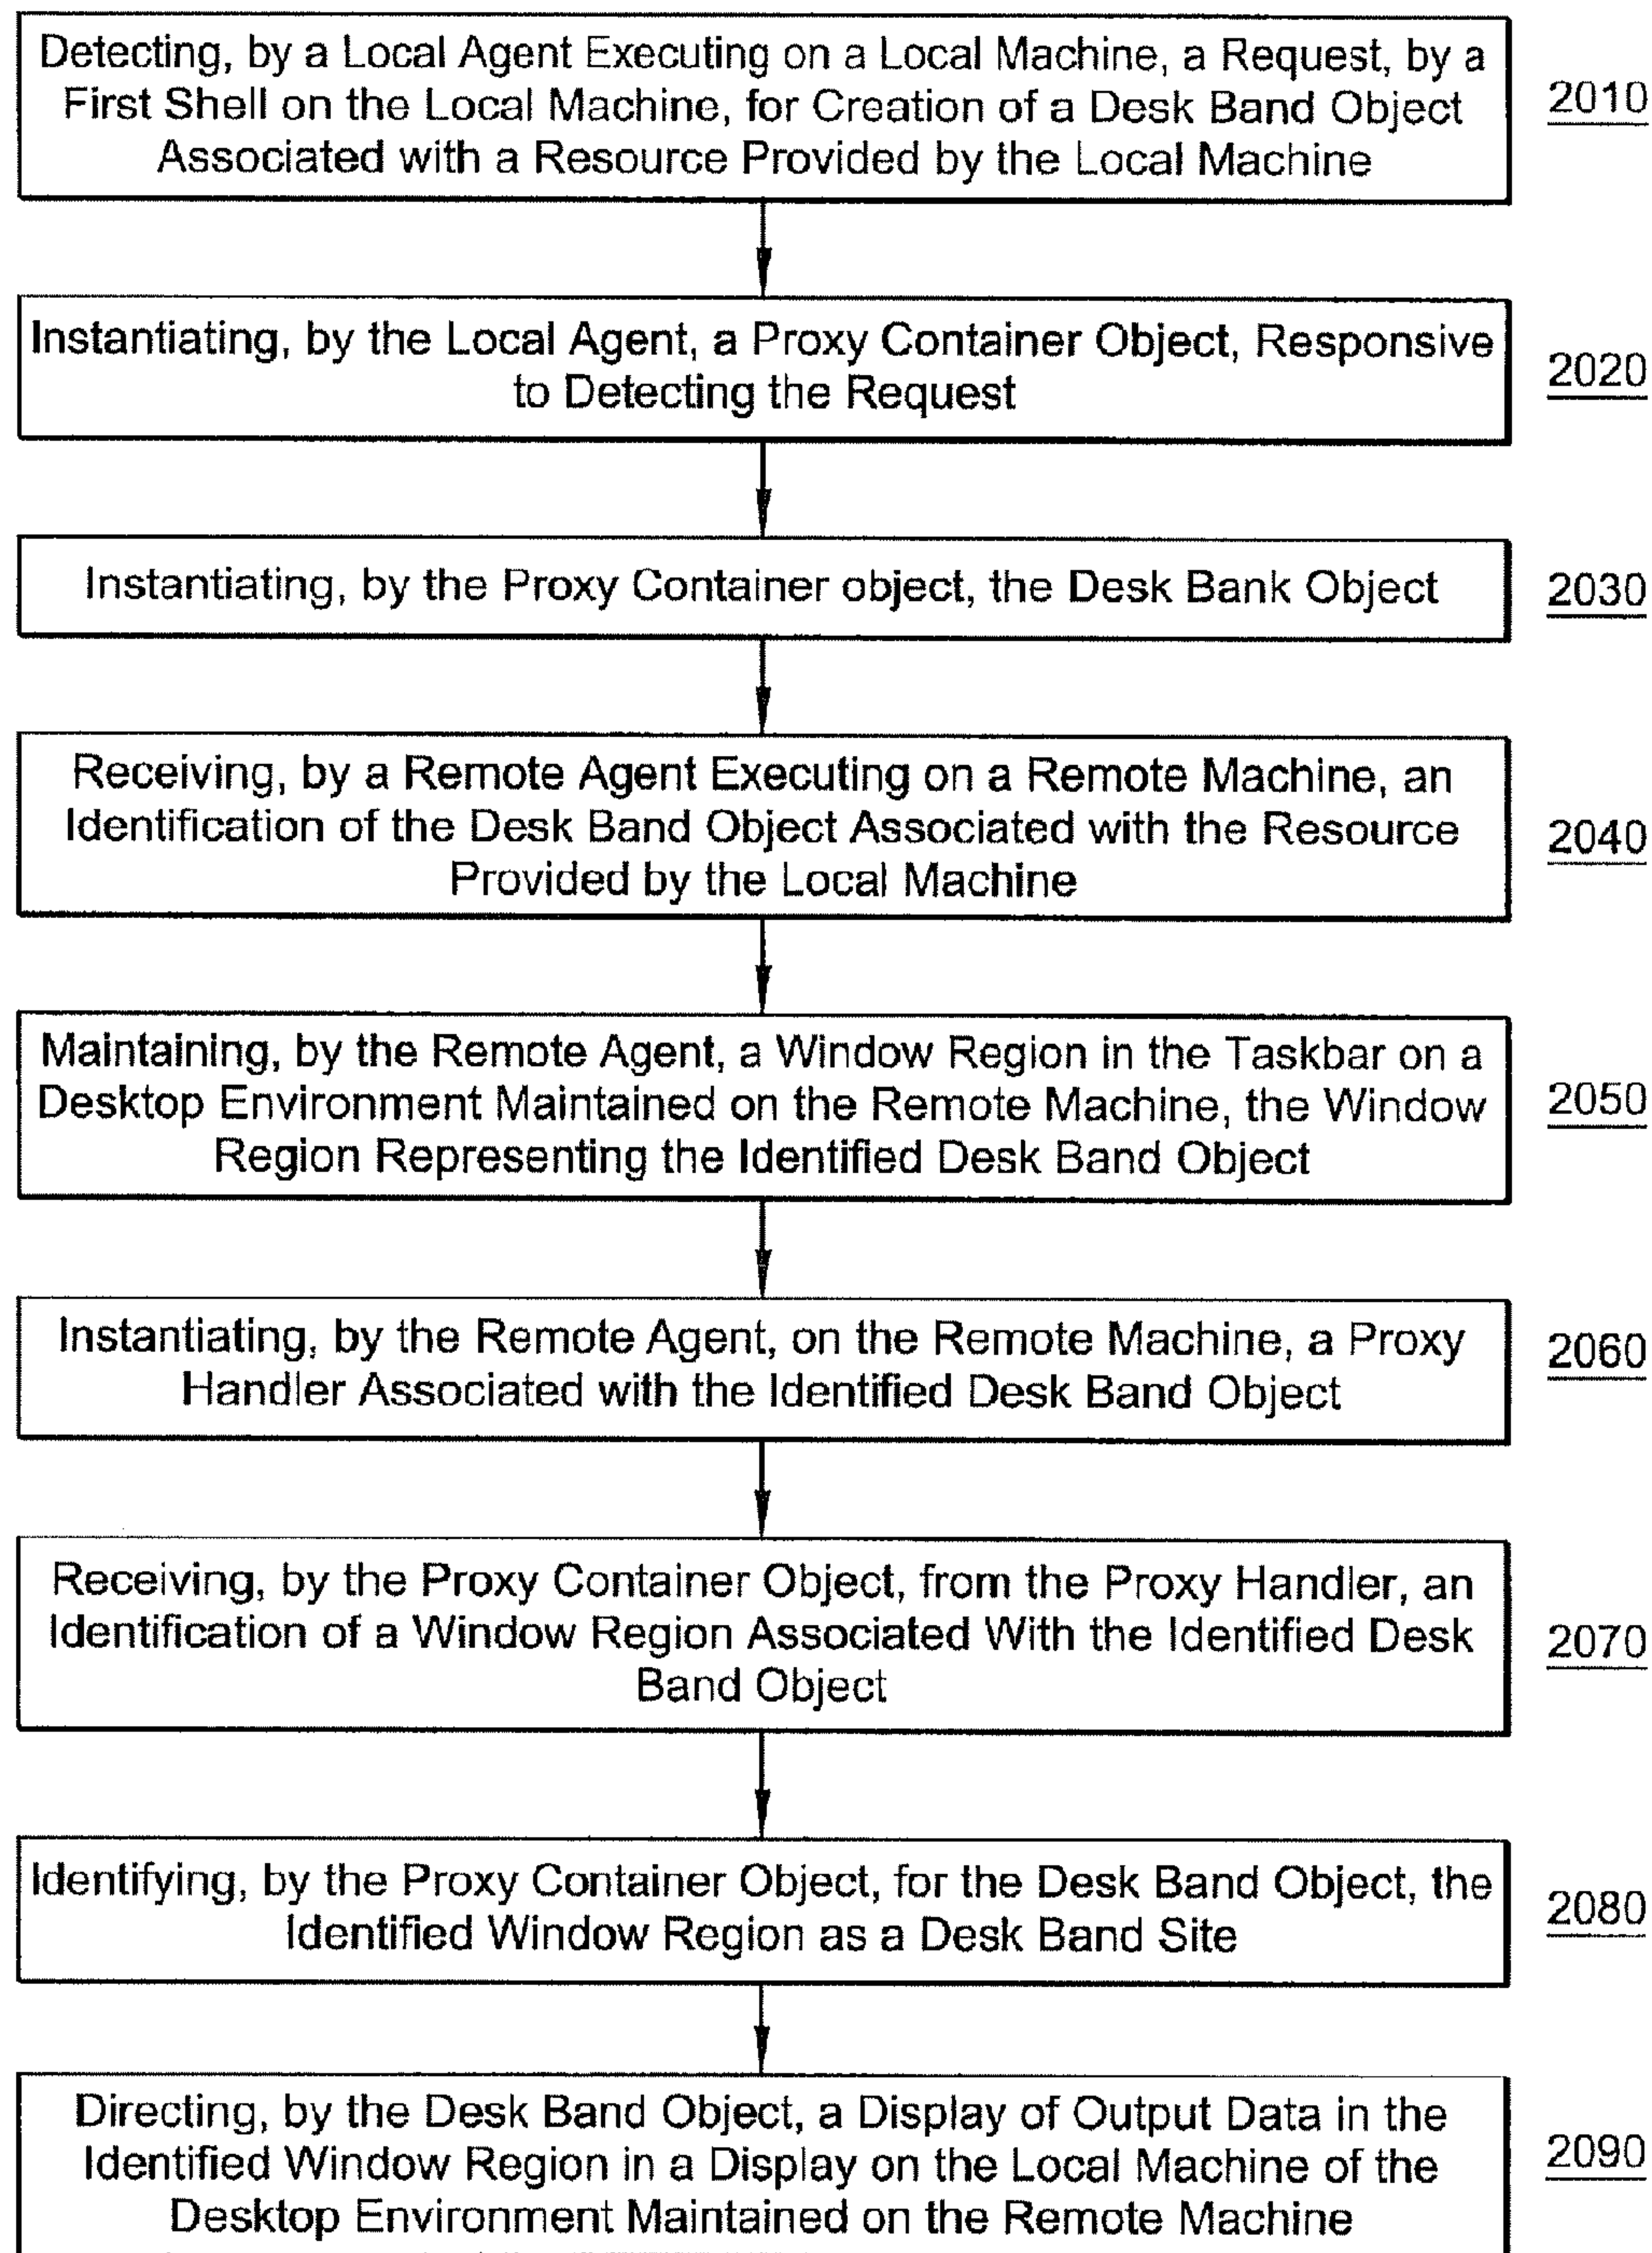 Detecting, by a Local Agent Executing on a Local Machine, a Request, by a
First Shell on the Local Machine, for Creation of a Desk Band Object
Associated with a Resource Provided by the Local Machine
2010
Instantiating, by the Local Agent, a Proxy Container Object, Responsive
to Detecting the Request
2020
Instantiating, by the Proxy Container object, the Desk Bank Object
2030
Receiving, by a Remote Agent Executing on a Remote Machine, an
Identification of the Desk Band Object Associated with the Resource
Provided by the Local Machine
2040
Maintaining, by the Remote Agent, a Window Region in the Taskbar on a
Desktop Environment Maintained on the Remote Machine, the Window
Region Representing the Identified Desk Band Object
2050
Instantiating, by the Remote Agent, on the Remote Machine, a Proxy
Handler Associated with the Identified Desk Band Object
2060
Receiving, by the Proxy Container Object, from the Proxy Handler, an
Identification of a Window Region Associated With the Identified Desk
Band Object
2070
Identifying, by the Proxy Container Object, for the Desk Band Object, the
Identified Window Region as a Desk Band Site
2080
Directing, by the Desk Band Object, a Display of Output Data in the
Identified Window Region in a Display on the Local Machine of the
Desktop Environment Maintained on the Remote Machine
2090